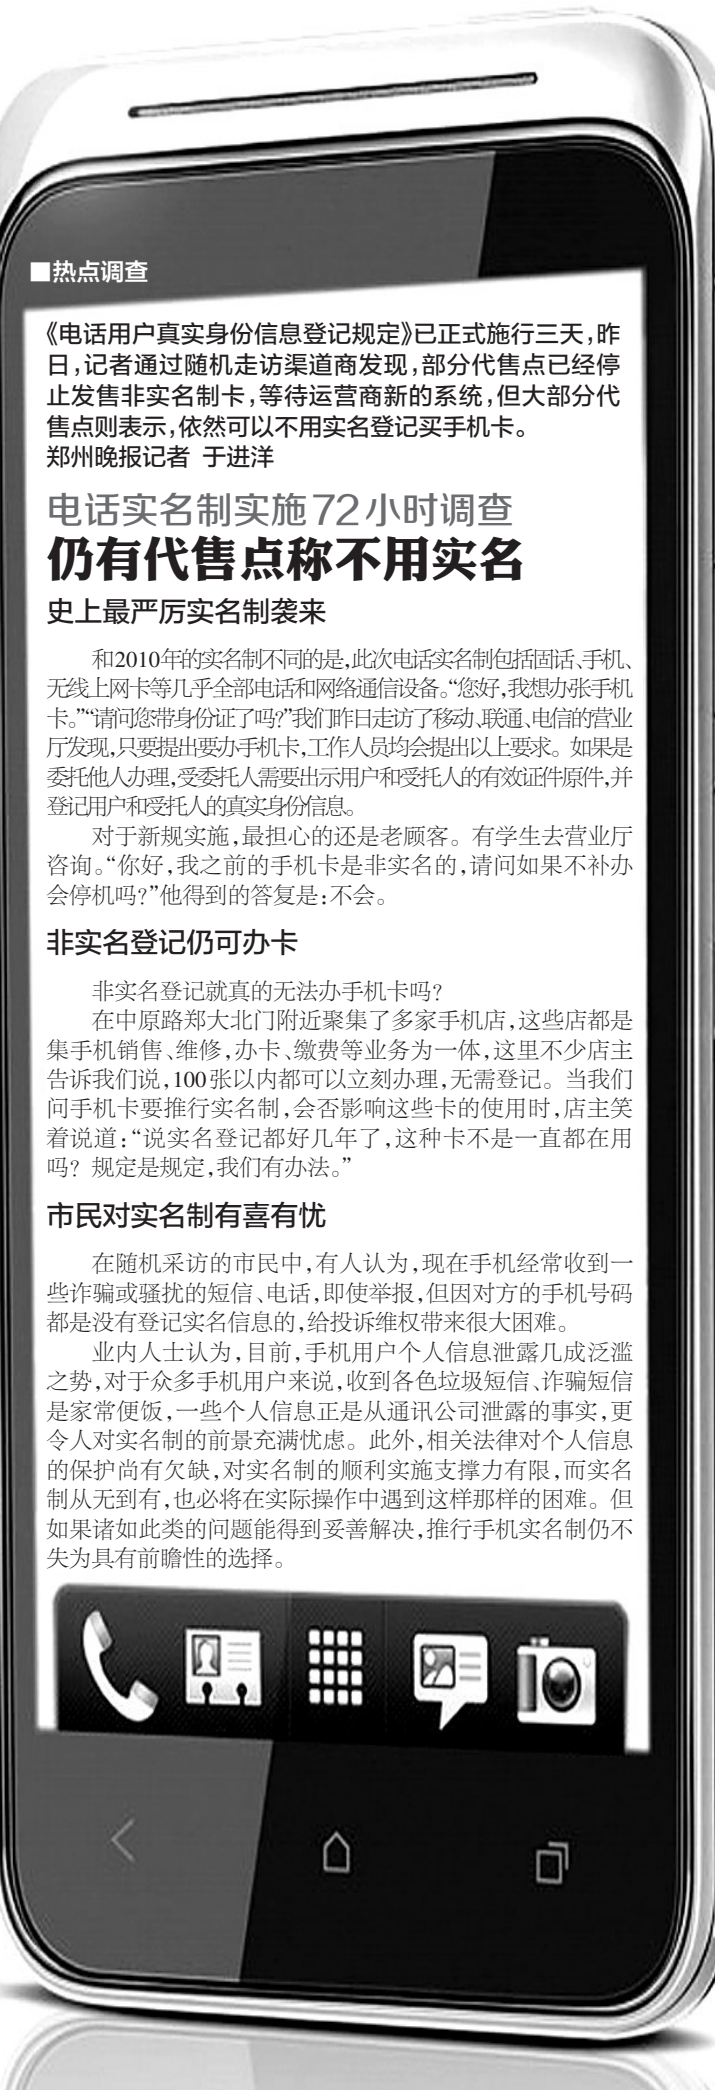 ■热点调查
《电话用户真实身份信息登记规定》已正式施行三天，昨
日，记者通过随机走访渠道商发现，部分代售点已经停
止发售非实名制卡，等待运营商新的系统，但大部分代
售点则表示，依然可以不用实名登记买手机卡。
郑州晚报记者 于进洋
电话实名制实施72小时调查
仍有代售点称不用实名
史上最严厉实名制袭来
和2010年的实名制不同的是，此次电话实名制包括固话、手机、
无线上网卡等几乎全部电话和网络通信设备。“您好，我想办张手机
卡。”“请问您带身份证了吗？”我们昨日走访了移动、联通、电信的营业
厅发现，只要提出要办手机卡，工作人员均会提出以上要求。如果是
委托他人办理，受委托人需要出示用户和受托人的有效证件原件，并
登记用户和受托人的真实身份信息。
对于新规实施，最担心的还是老顾客。有学生去营业厅
咨询。“你好，我之前的手机卡是非实名的，请问如果不补办
会停机吗？”他得到的答复是：不会。
非实名登记仍可办卡
非实名登记就真的无法办手机卡吗？
在中原路郑大北门附近聚集了多家手机店，这些店都是
集手机销售、维修，办卡、缴费等业务为一体，这里不少店主
告诉我们说，100张以内都可以立刻办理，无需登记。当我们
问手机卡要推行实名制，会否影响这些卡的使用时，店主笑
着说道：“说实名登记都好几年了，这种卡不是一直都在用
吗？规定是规定，我们有办法。”
市民对实名制有喜有忧
在随机采访的市民中，有人认为，现在手机经常收到一
些诈骗或骚扰的短信、电话，即使举报，但因对方的手机号码
都是没有登记实名信息的，给投诉维权带来很大困难。
业内人士认为，目前，手机用户个人信息泄露几成泛滥
之势，对于众多手机用户来说，收到各色垃圾短信、诈骗短信
是家常便饭，一些个人信息正是从通讯公司泄露的事实，更
令人对实名制的前景充满忧虑。此外，相关法律对个人信息
的保护尚有欠缺，对实名制的顺利实施支撑力有限，而实名
制从无到有，也必将在实际操作中遇到这样那样的困难。但
如果诸如此类的问题能得到妥善解决，推行手机实名制仍不
失为具有前瞻性的选择。